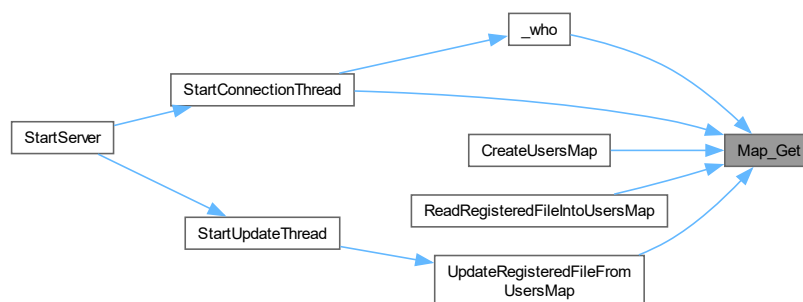 _who
StartConnectionThread
StartServer
CreateUsersMap
Map_Get
ReadRegisteredFileIntoUsersMap
StartUpdateThread
UpdateRegisteredFileFrom
UsersMap